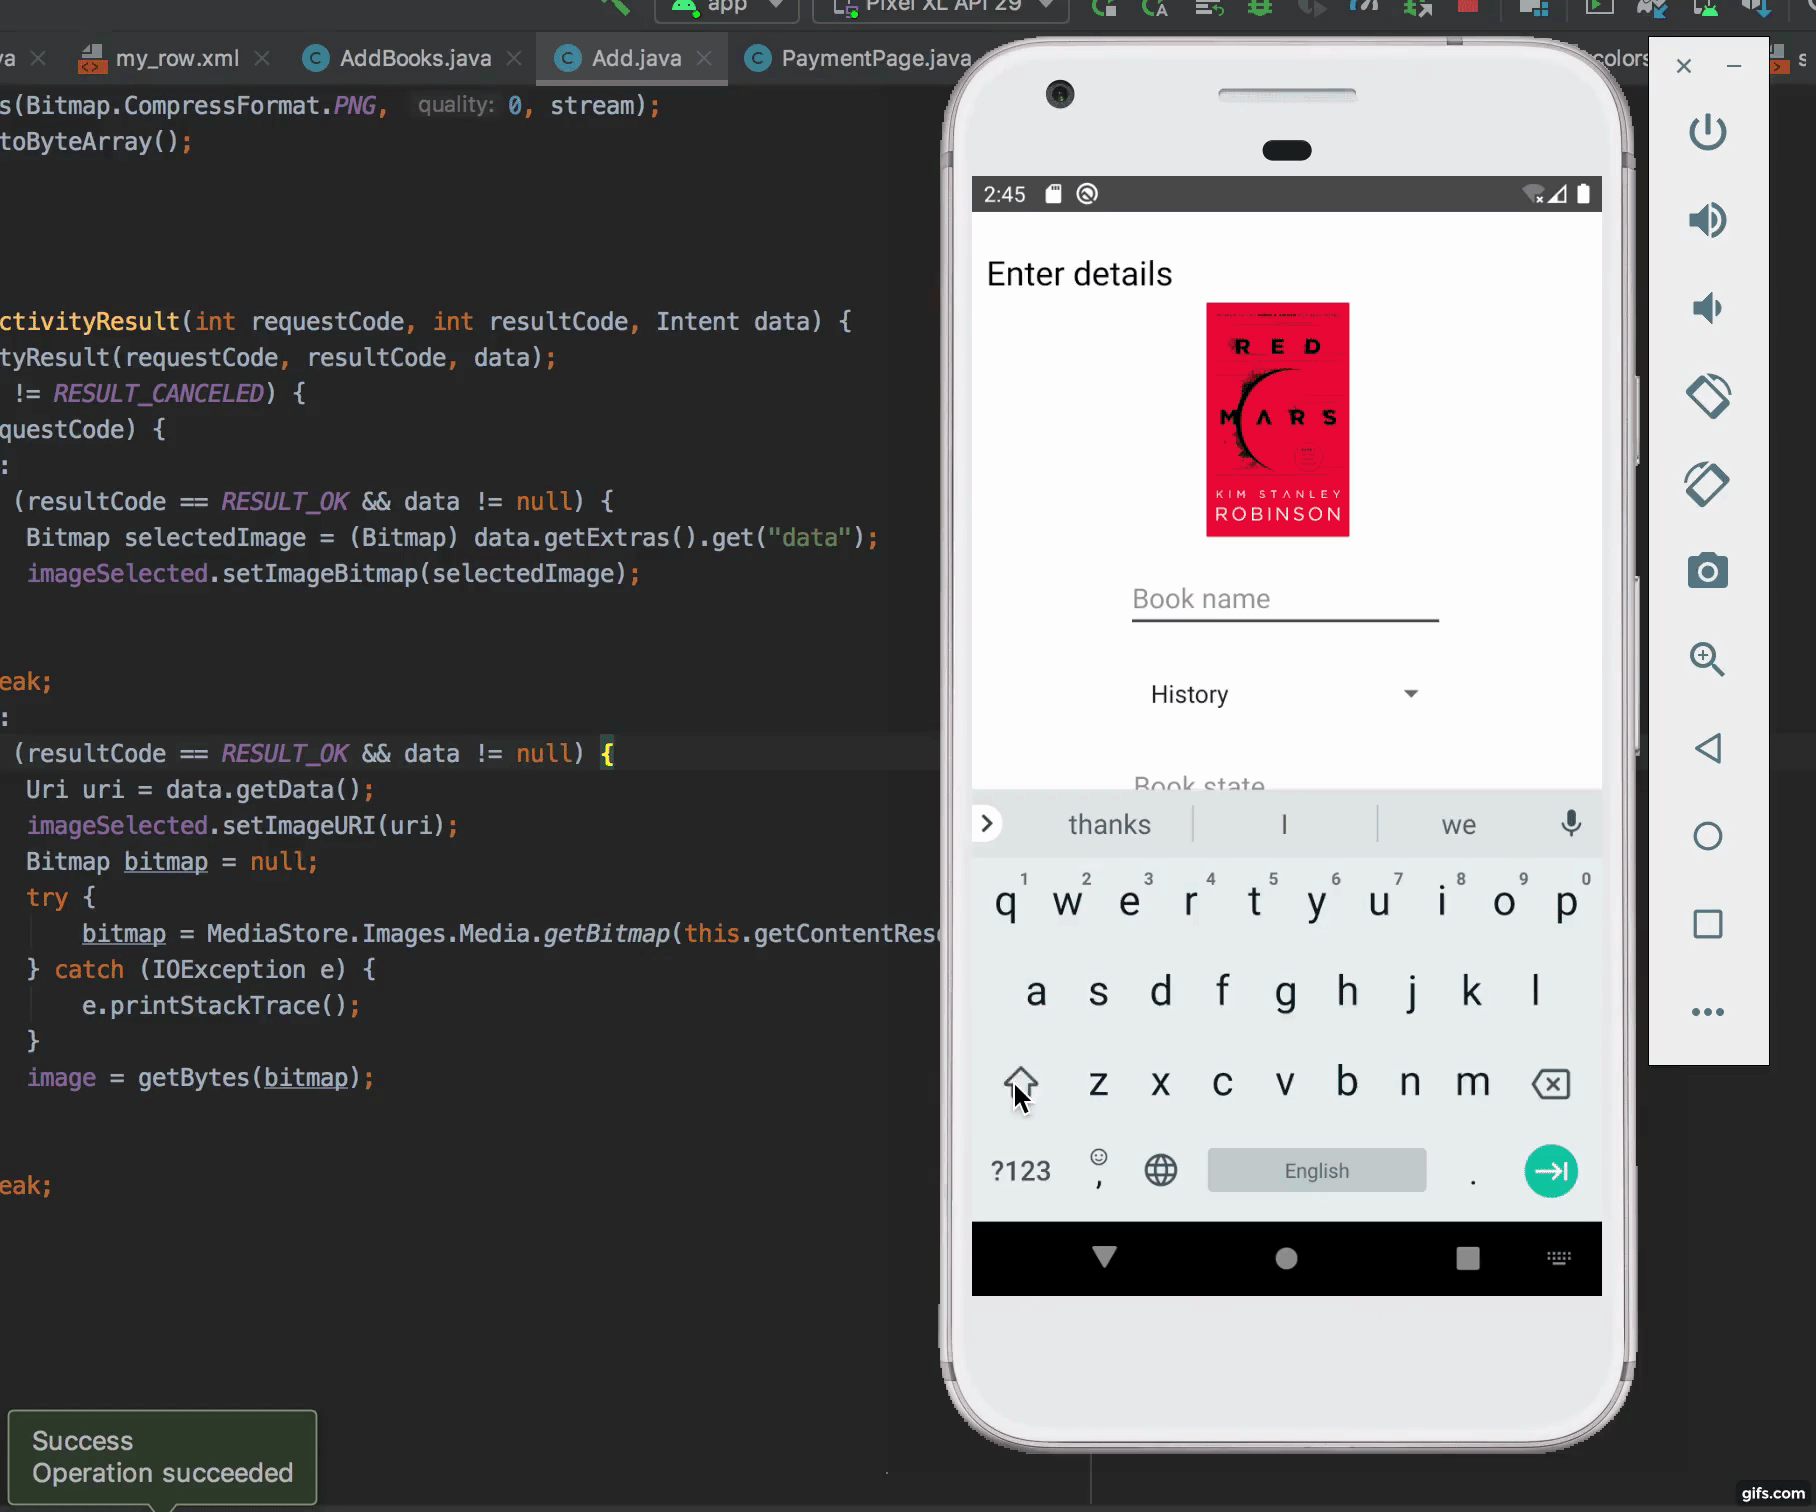 app
Pixel XL API 29
va
my_row.xml
AddBooks.java
Add.java
PaymentPage.java
colors
s
s(Bitmap.CompressFormat.PNG, quality: 0, stream);
toByteArray();
ctivityResult(int requestCode, int resultCode, Intent data) {
tyResult(requestCode, resultCode, data);
!= RESULT_CANCELED) {
questCode) {
:
(resultCode == RESULT_OK && data != null) {
Bitmap selectedImage = (Bitmap) data.getExtras().get("data");
imageSelected.setImageBitmap(selectedImage);
eak;
:
(resultCode == RESULT_OK && data != null) {
Uri uri = data.getData();
imageSelected.setImageURI(uri);
Bitmap bitmap = null;
try {
bitmap = MediaStore.Images.Media.getBitmap(this.getContentReso
} catch (IOException e) {
e.printStackTrace();
}
image = getBytes(bitmap);
eak;
Success
Operation succeeded
2:45
Enter details
RED
MARS
KIM STANLEY
ROBINSON
Book name
History
Book state
thanks I we
1 2 3 4 5 6 7 8 9 0
q w e r t y u i o p
a s d f g h j k l
z x c v b n m
?123 , English .
gifs.com